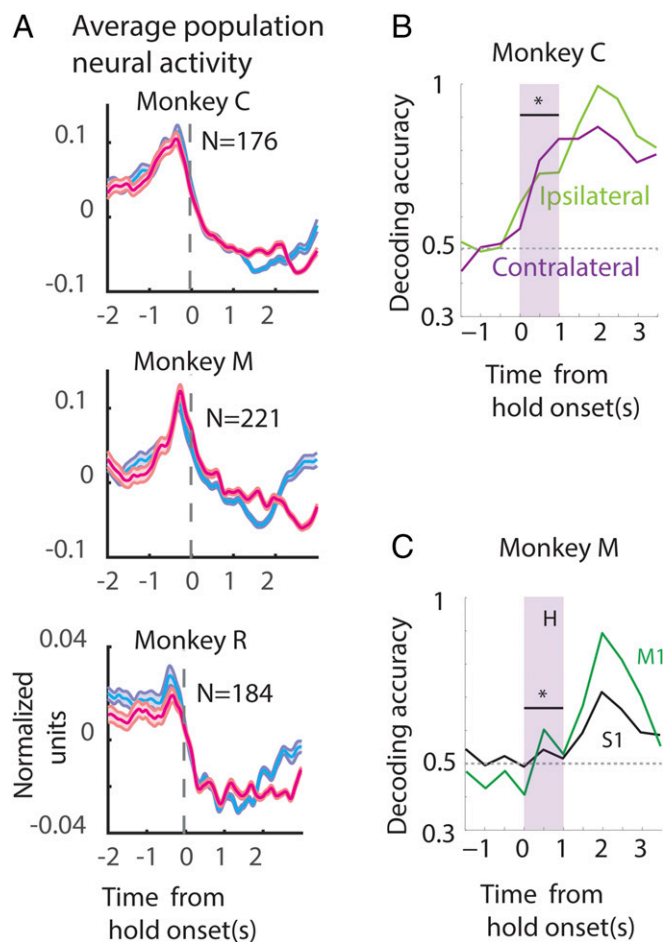 A
Average population
neural activity
Monkey C
0.1
0
-0.1
N=176
-2 -1 0 1 2
Monkey M
0.1
0
-0.1
N=221
-2 -1 0 1 2
Monkey R
0.04
0
-0.04
Normalized
units
N=184
-2 -1 0 1 2
Time from
hold onset(s)
B
Monkey C
Decoding accuracy
1
0.5
0.3
*
Ipsilateral
Contralateral
−1 0 1 2 3
Time from
hold onset(s)
C
Monkey M
Decoding accuracy
1
0.5
0.3
H
*
M1
S1
−1 0 1 2 3
Time from
hold onset(s)